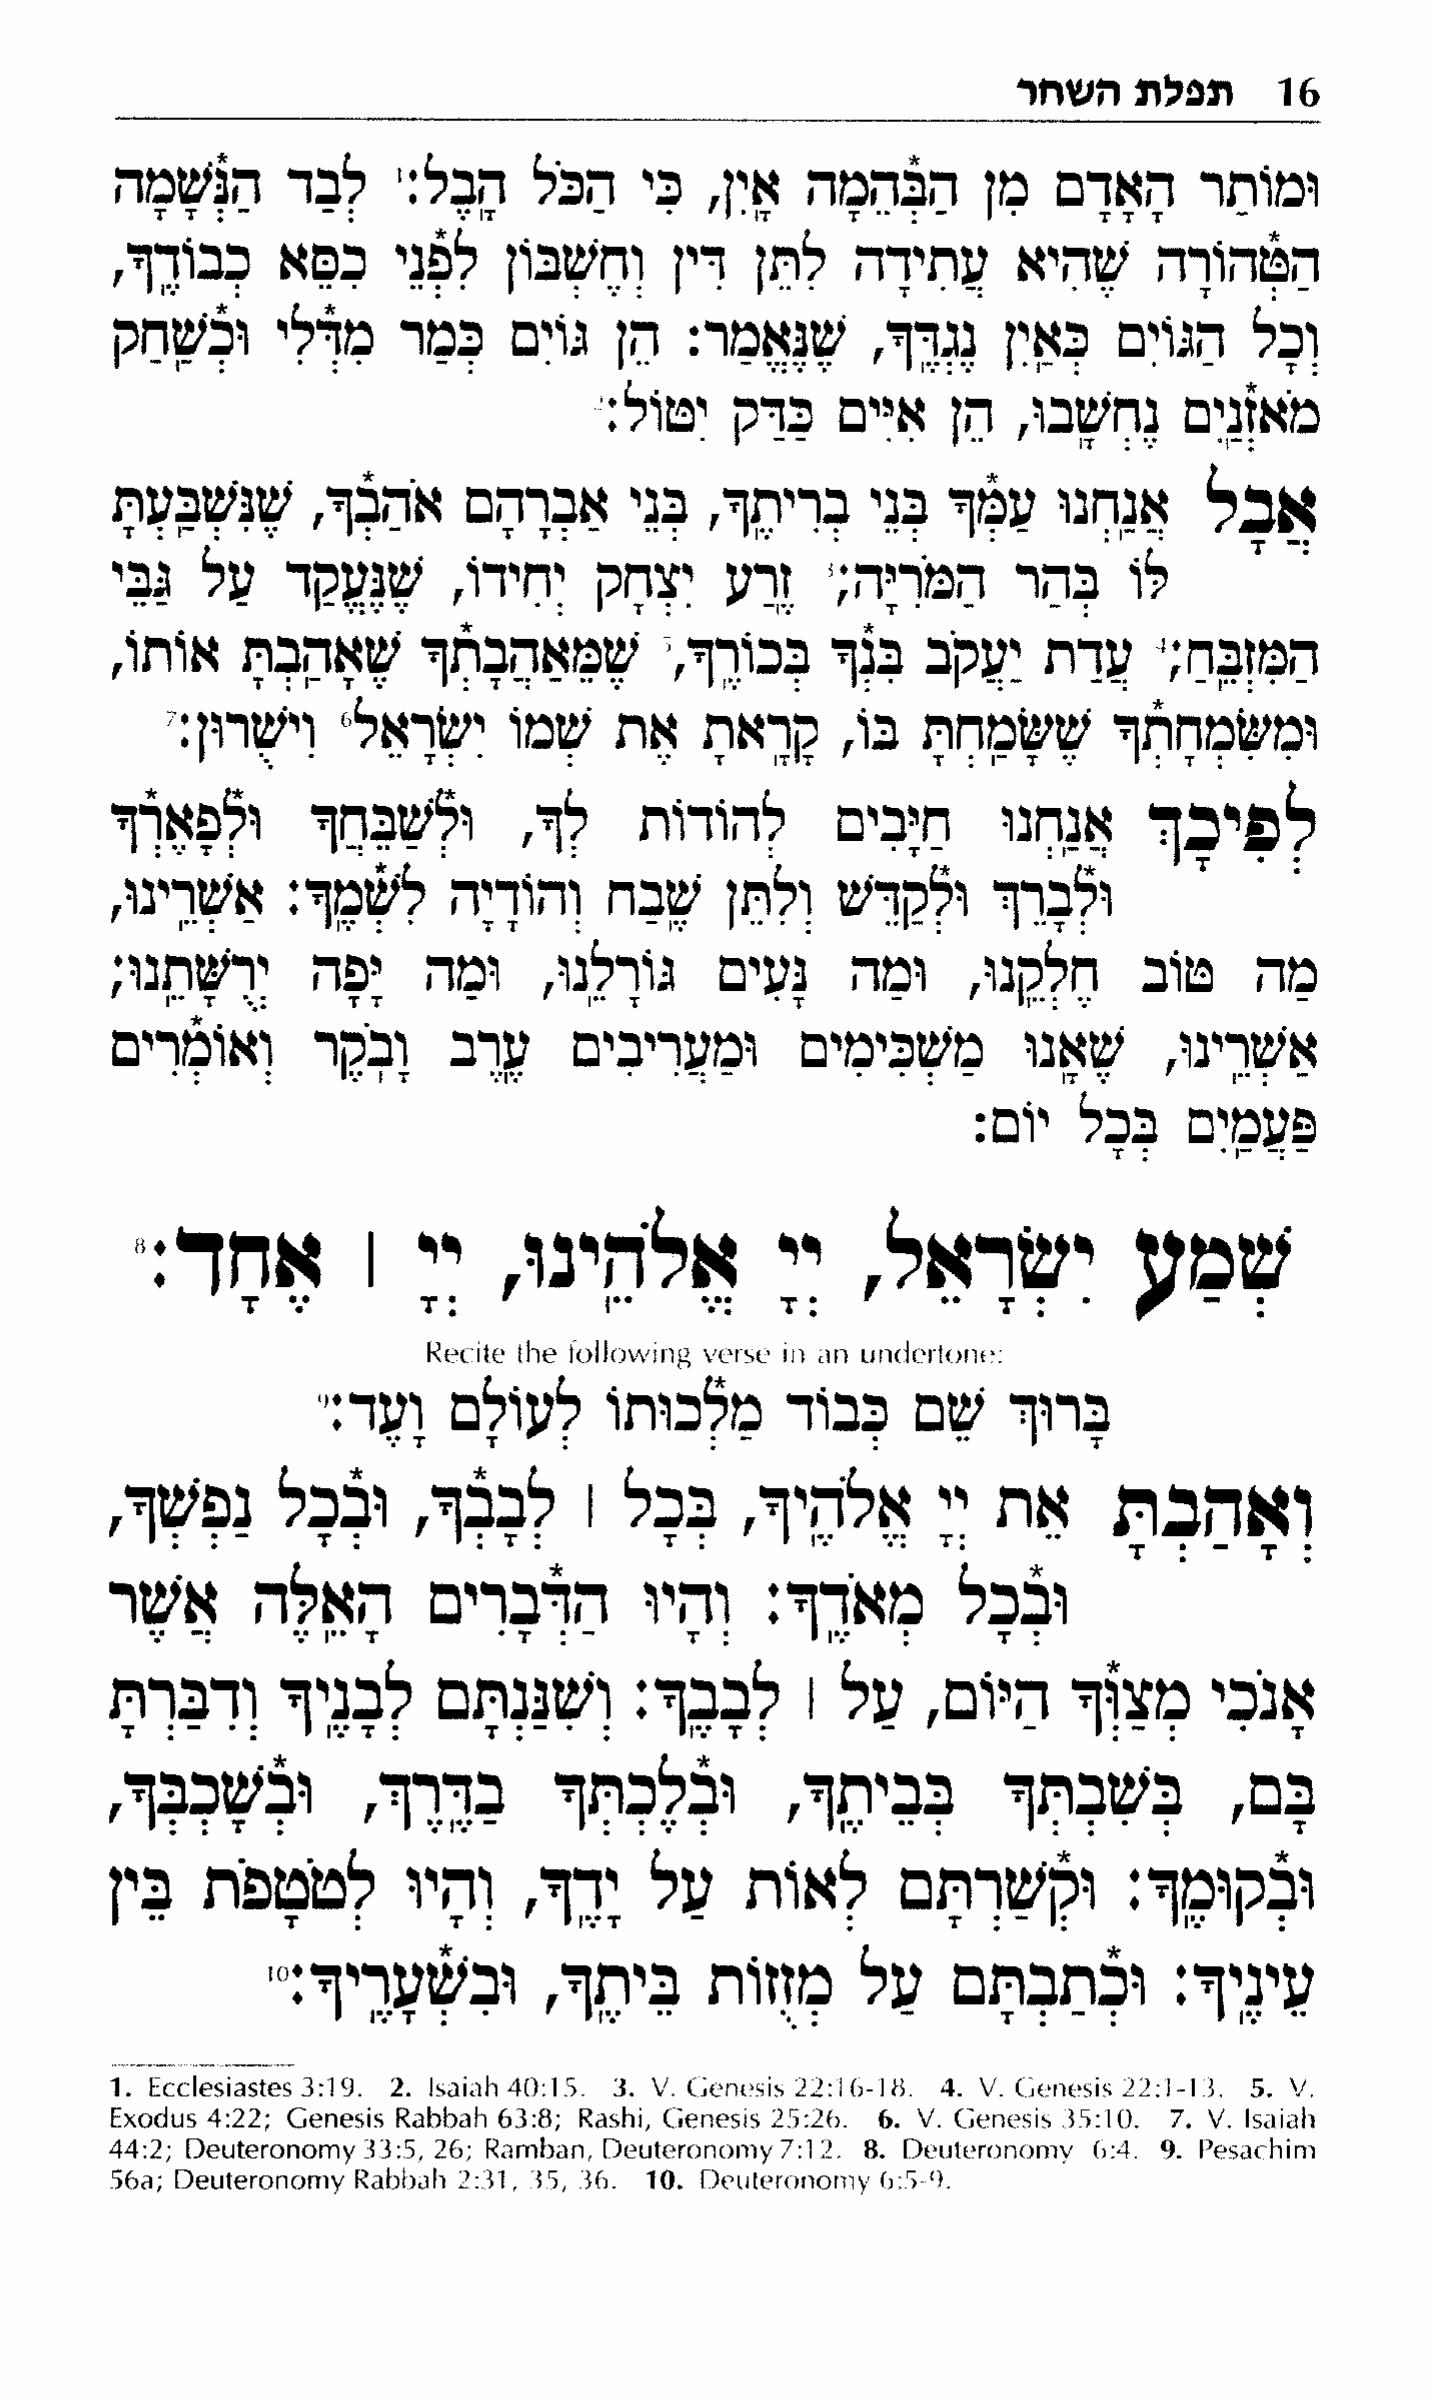 16 תפלת השחר
וּמוֹתַר הָאָדָם מִן הַבְּהֵמָה אָיִן, כִּי הַכֹּל הָבֶל:¹ לְבַד הַנְּשָׁמָה
הַטְּהוֹרָה שֶׁהִיא עֲתִידָה לִתֵּן דִּין וְחֶשְׁבּוֹן לִפְנֵי כִסֵּא כְבוֹדֶךָ,
וְכָל הַגּוֹיִם כְּאַיִן נֶגְדֶּךָ, שֶׁנֶּאֱמַר: הֵן גּוֹיִם כְּמַר מִדְּלִי וּכְשַׁחַק
מֹאזְנַיִם נֶחְשָׁבוּ, הֵן אִיִּים כַּדַּק יִטּוֹל:²
אֲבָל אֲנַחְנוּ עַמְּךָ בְּנֵי בְרִיתֶךָ, בְּנֵי אַבְרָהָם אֹהַבְךָ, שֶׁנִּשְׁבַּעְתָּ
לּוֹ בְּהַר הַמֹּרִיָּה;³ זֶרַע יִצְחָק יְחִידוֹ, שֶׁנֶּעֱקַד עַל גַּבֵּי
הַמִּזְבֵּחַ;⁴ עֲדַת יַעֲקֹב בִּנְךָ בְּכוֹרֶךָ,⁵ שֶׁמֵּאַהֲבָתְךָ שֶׁאָהַבְתָּ אוֹתוֹ,
וּמִשִּׂמְחָתְךָ שֶׁשָּׂמַחְתָּ בּוֹ, קָרָאתָ אֶת שְׁמוֹ יִשְׂרָאֵל⁶ וִישֻׁרוּן:⁷
לְפִיכָךְ אֲנַחְנוּ חַיָּבִים לְהוֹדוֹת לְךָ, וּלְשַׁבֵּחֲךָ וּלְפָאֶרְךָ
וּלְבָרֵךְ וּלְקַדֵּשׁ וְלִתֵּן שֶׁבַח וְהוֹדָיָה לִשְׁמֶךָ: אַשְׁרֵינוּ,
מַה טּוֹב חֶלְקֵנוּ, וּמַה נָּעִים גּוֹרָלֵנוּ, וּמַה יָּפָה יְרֻשָּׁתֵנוּ;
אַשְׁרֵינוּ, שֶׁאָנוּ מַשְׁכִּימִים וּמַעֲרִיבִים עֶרֶב וָבֹקֶר וְאוֹמְרִים
פַּעֲמַיִם בְּכָל יוֹם:
שְׁמַע יִשְׂרָאֵל, יְיָ אֱלֹהֵינוּ, יְיָ ׀ אֶחָד:⁸
Recite the following verse in an undertone:
בָּרוּךְ שֵׁם כְּבוֹד מַלְכוּתוֹ לְעוֹלָם וָעֶד:⁹
וְאָהַבְתָּ אֵת יְיָ אֱלֹהֶיךָ, בְּכָל ׀ לְבָבְךָ, וּבְכָל נַפְשְׁךָ,
וּבְכָל מְאֹדֶךָ: וְהָיוּ הַדְּבָרִים הָאֵלֶּה אֲשֶׁר
אָנֹכִי מְצַוְּךָ הַיּוֹם, עַל ׀ לְבָבֶךָ: וְשִׁנַּנְתָּם לְבָנֶיךָ וְדִבַּרְתָּ
בָּם, בְּשִׁבְתְּךָ בְּבֵיתֶךָ, וּבְלֶכְתְּךָ בַדֶּרֶךְ, וּבְשָׁכְבְּךָ,
וּבְקוּמֶךָ: וּקְשַׁרְתָּם לְאוֹת עַל יָדֶךָ, וְהָיוּ לְטֹטָפֹת בֵּין
עֵינֶיךָ: וּכְתַבְתָּם עַל מְזֻזוֹת בֵּיתֶךָ, וּבִשְׁעָרֶיךָ:¹⁰
1. Ecclesiastes 3:19. 2. Isaiah 40:15. 3. V. Genesis 22:16-18. 4. V. Genesis 22:1-13. 5. V.
Exodus 4:22; Genesis Rabbah 63:8; Rashi, Genesis 25:26. 6. V. Genesis 35:10. 7. V. Isaiah
44:2; Deuteronomy 33:5, 26; Ramban, Deuteronomy 7:12. 8. Deuteronomy 6:4. 9. Pesachim
56a; Deuteronomy Rabbah 2:31, 35, 36. 10. Deuteronomy 6:5-9.